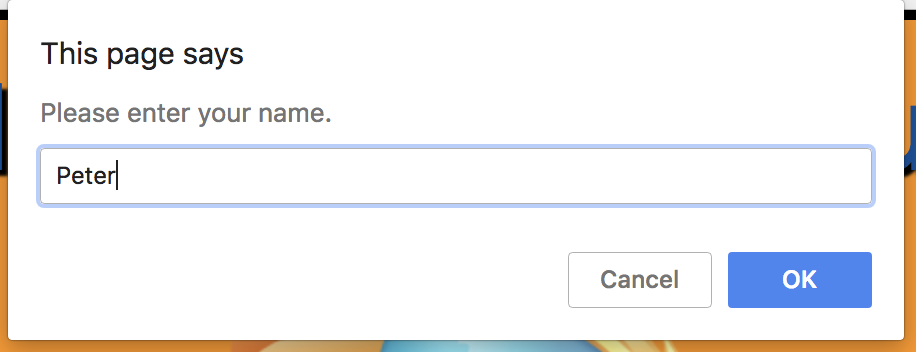 This page says
Please enter your name.
Peter
Cancel
OK